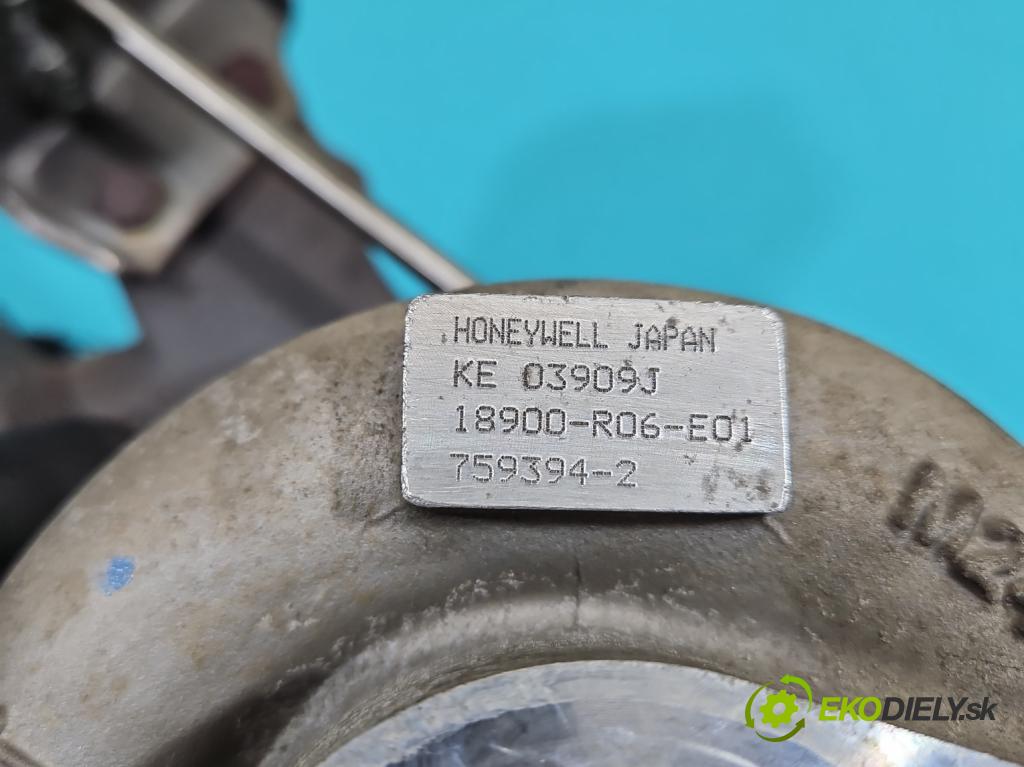 HONEYWELL JAPAN
KE 03909J
18900-R06-E01
759394-2
EKODIELY.sk